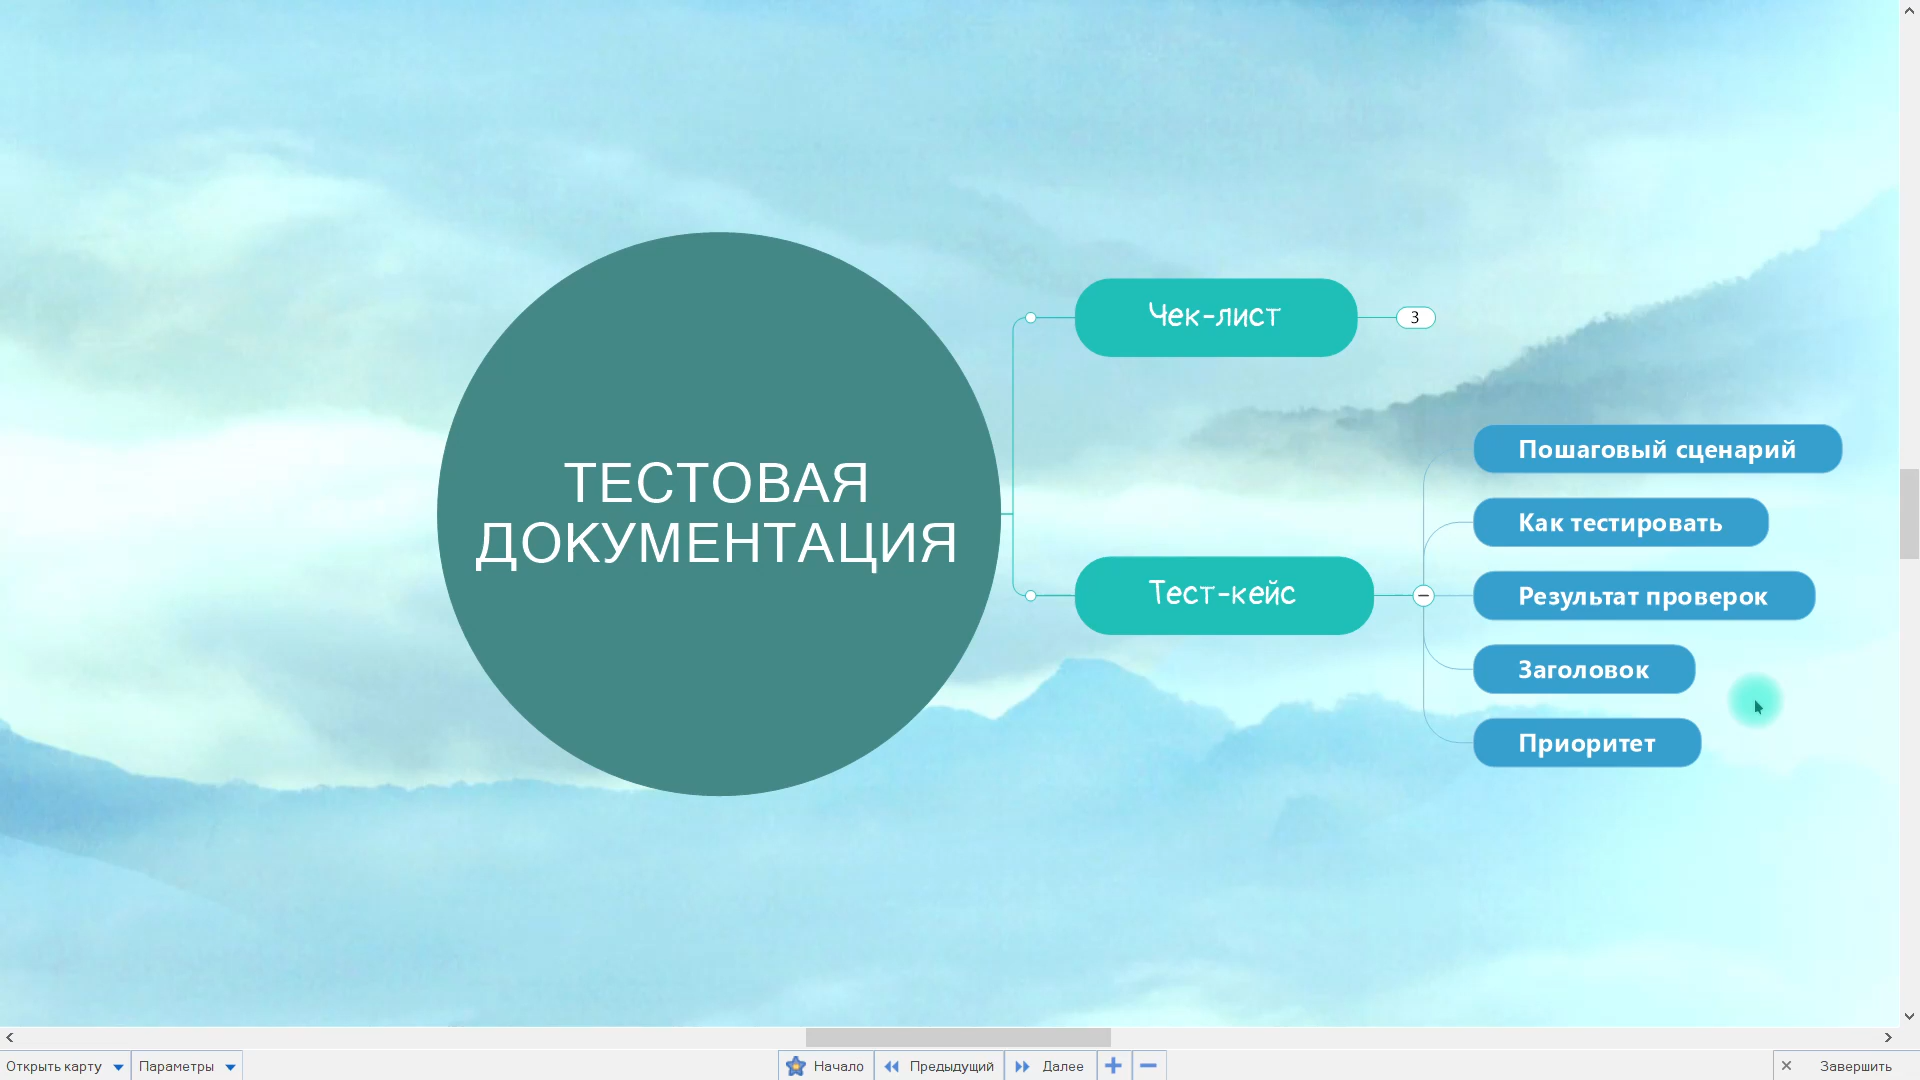 ТЕСТОВАЯ
ДОКУМЕНТАЦИЯ
Чек-лист
3
Тест-кейс
Пошаговый сценарий
Как тестировать
Результат проверок
Заголовок
Приоритет
Открыть карту
Параметры
Начало
Предыдущий
Далее
Завершить